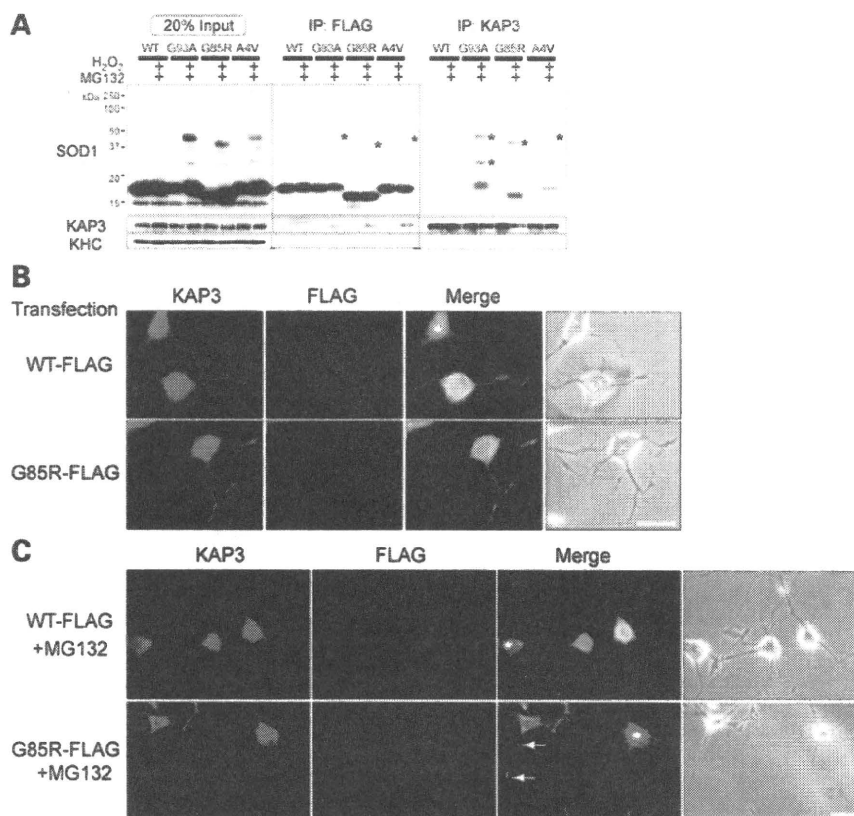 A
20% Input IP: FLAG IP: KAP3
WT G93A G85R A4V WT G93A G85R A4V WT G93A G85R A4V
H2O2 + + + + + + + + + + + +
MG132 + + + + + + + + + + + +
kDa 250
100
50
37
SOD1
20
15
KAP3
KHC
B
Transfection KAP3 FLAG Merge
WT-FLAG
G85R-FLAG
C
KAP3 FLAG Merge
WT-FLAG
+MG132
G85R-FLAG
+MG132